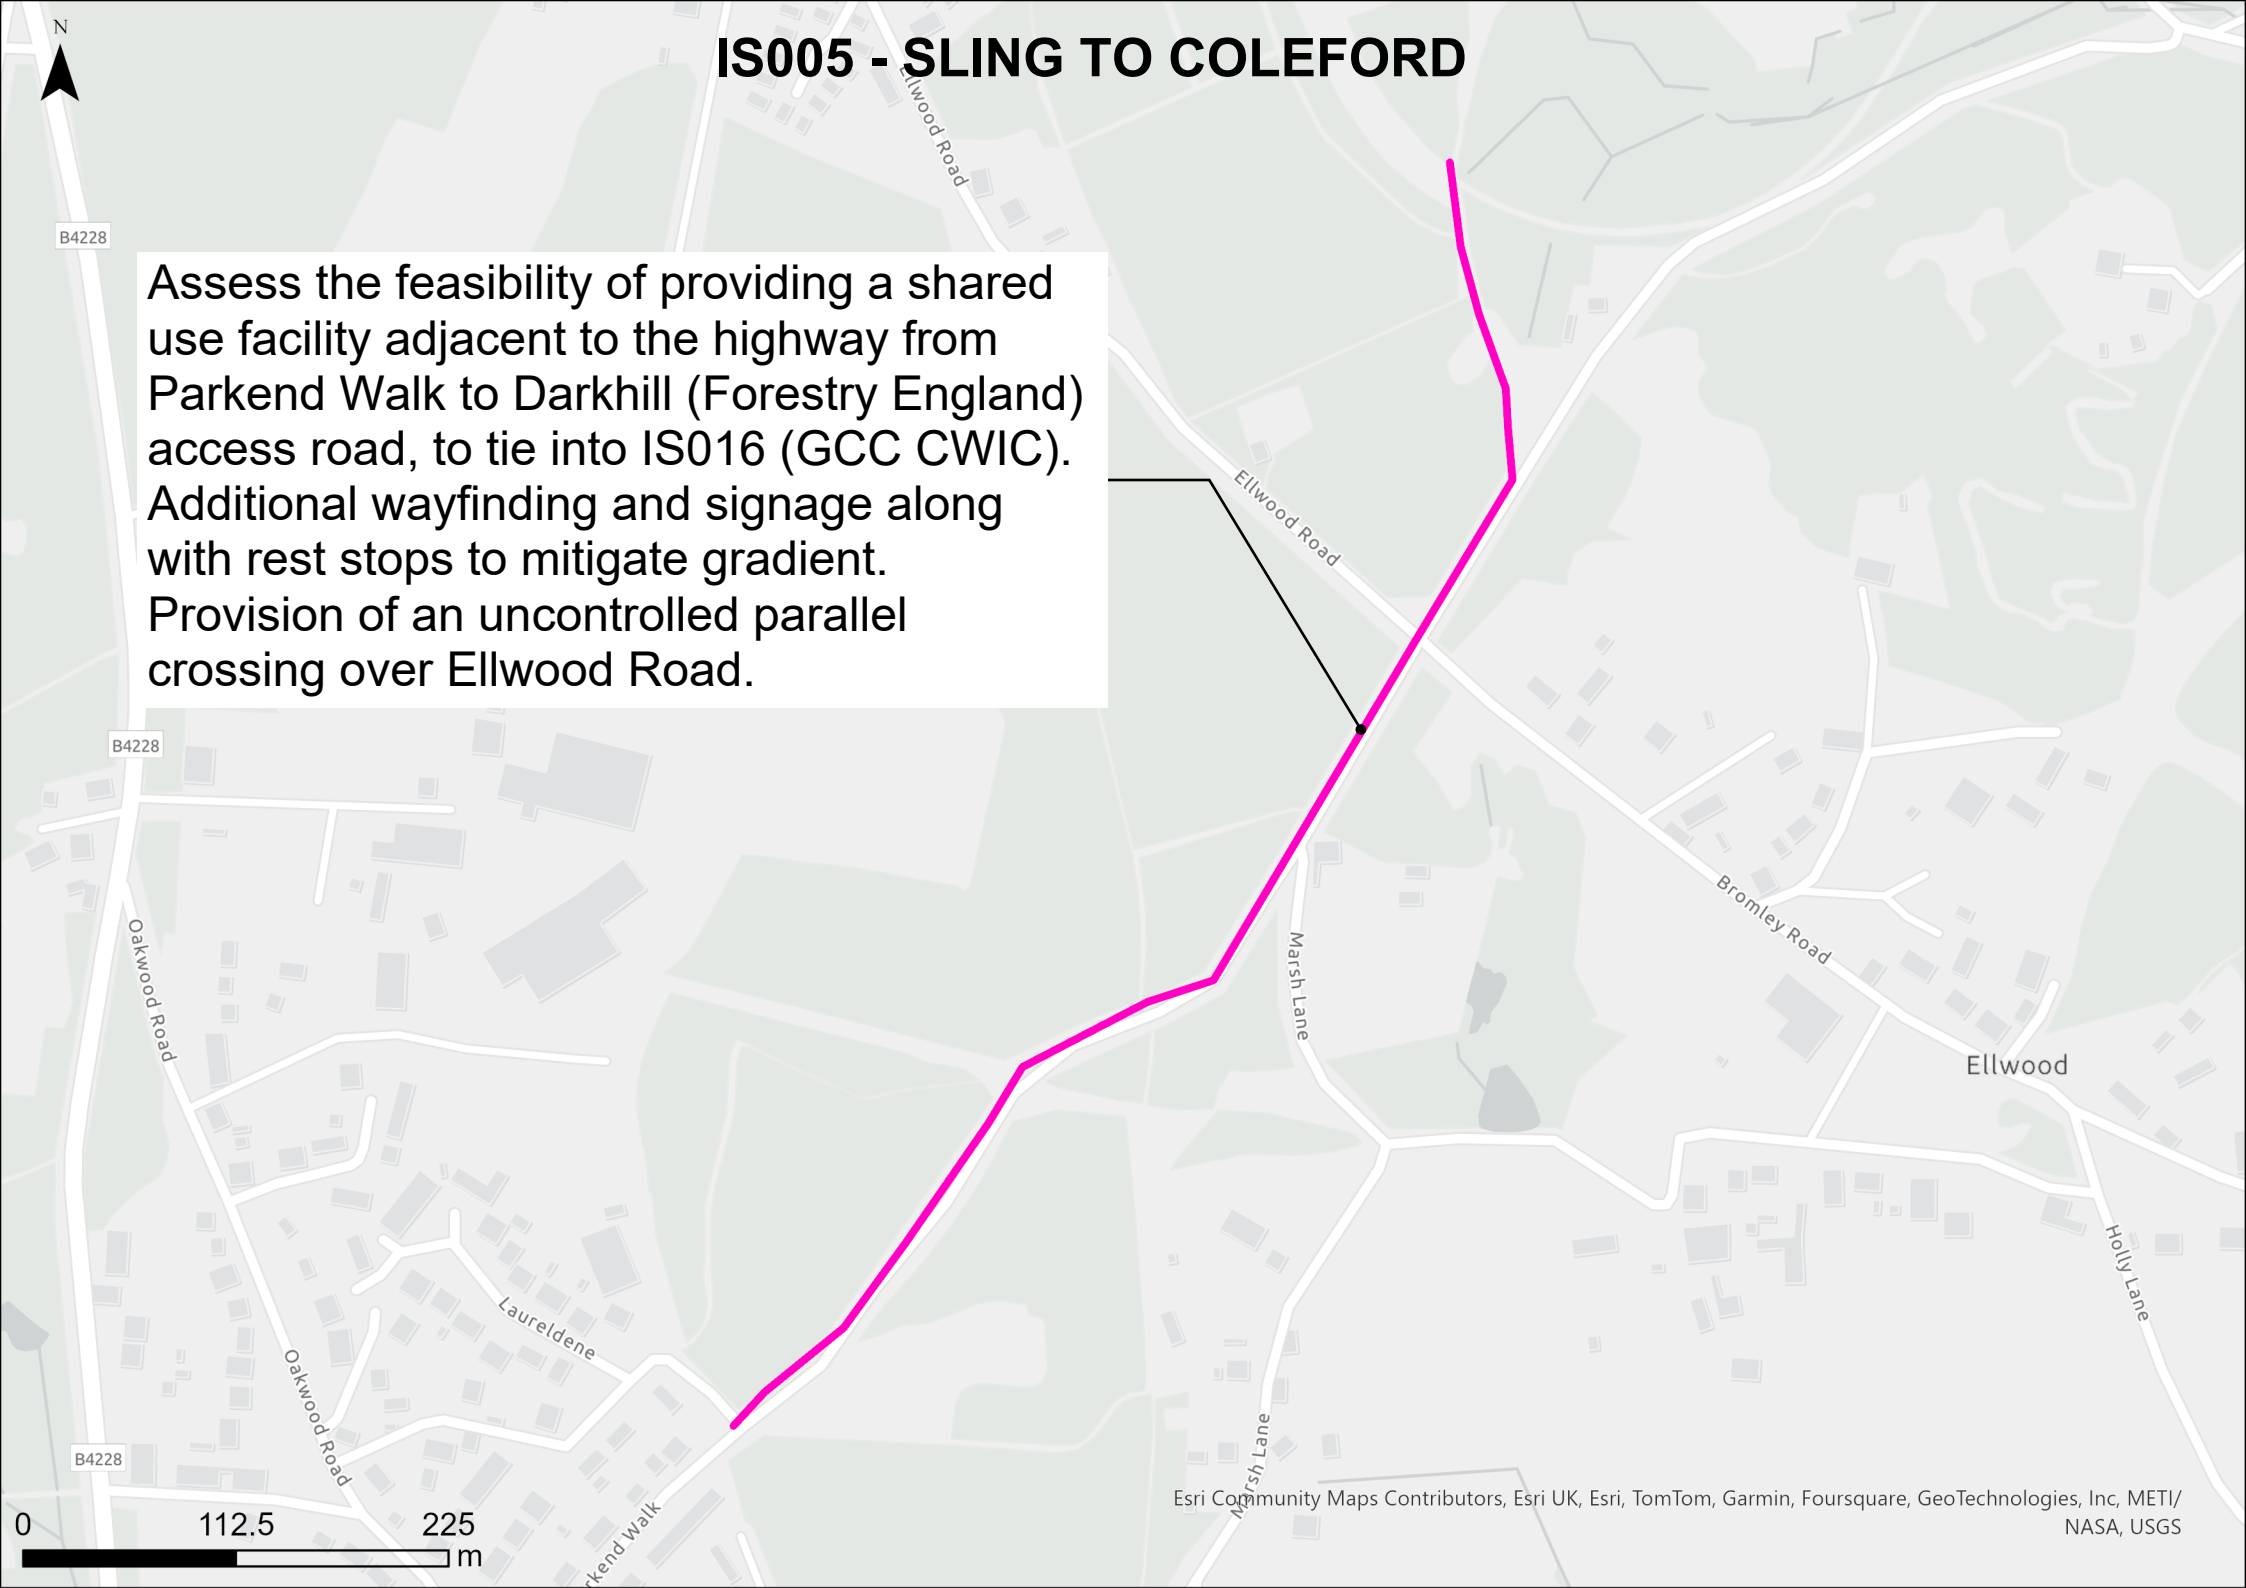 N
IS005 - SLING TO COLEFORD
Ellwood Road
B4228
Assess the feasibility of providing a shared
use facility adjacent to the highway from
Parkend Walk to Darkhill (Forestry England)
access road, to tie into IS016 (GCC CWIC).
Additional wayfinding and signage along
with rest stops to mitigate gradient.
Provision of an uncontrolled parallel
crossing over Ellwood Road.
Ellwood Road
B4228
Bromley Road
Oakwood Road
Marsh Lane
Ellwood
Holly Lane
Laureldene
Oakwood Road
B4228
Marsh Lane
rkend Walk
0 112.5 225
m
Esri Community Maps Contributors, Esri UK, Esri, TomTom, Garmin, Foursquare, GeoTechnologies, Inc, METI/
NASA, USGS